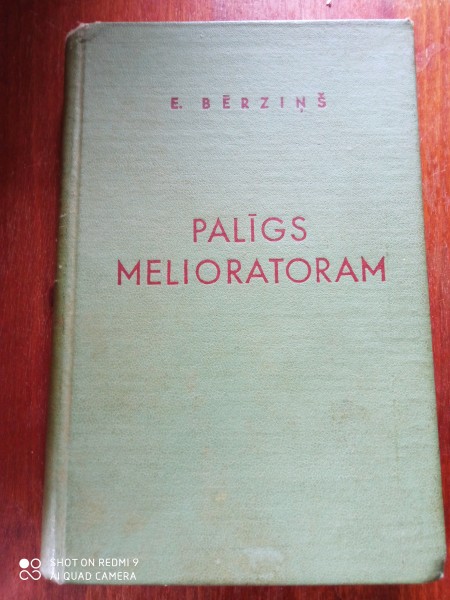 E. BĒRZIŅŠ
PALĪGS
MELIORATORAM
SHOT ON REDMI 9
AI QUAD CAMERA